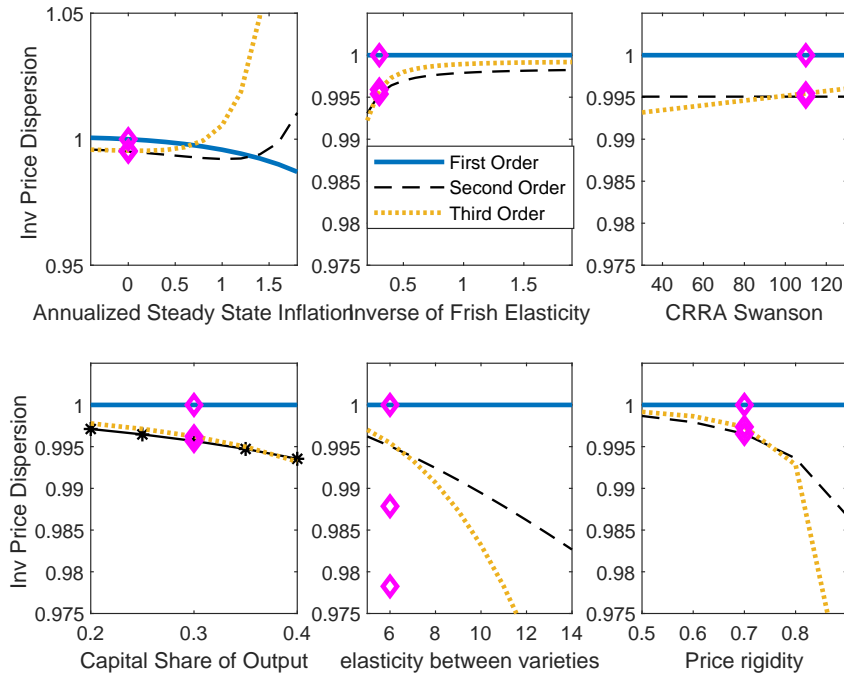 1.05
1
0.95
Inv Price Dispersion
0 0.5 1 1.5
Annualized Steady State Inflation
1
0.995
0.99
0.985
0.98
0.975
First Order
Second Order
Third Order
0.5 1 1.5
Inverse of Frish Elasticity
1
0.995
0.99
0.985
0.98
0.975
40 60 80 100 120
CRRA Swanson
1
0.995
0.99
0.985
0.98
0.975
Inv Price Dispersion
0.2 0.3 0.4
Capital Share of Output
1
0.995
0.99
0.985
0.98
0.975
6 8 10 12 14
elasticity between varieties
1
0.995
0.99
0.985
0.98
0.975
0.5 0.6 0.7 0.8
Price rigidity